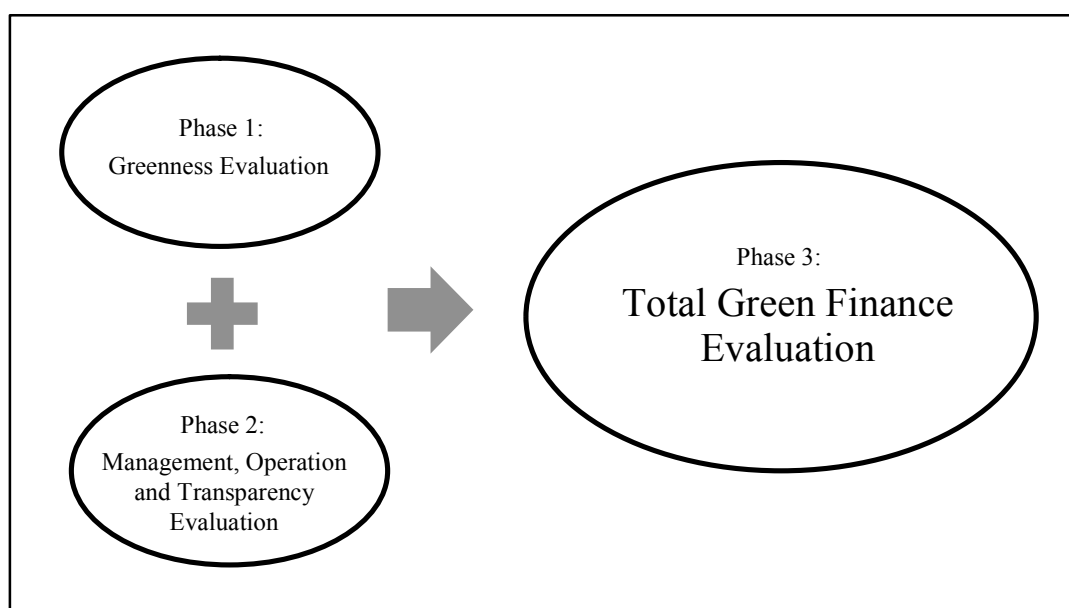 Phase 1:
Greenness Evaluation
Phase 2:
Management, Operation
and Transparency
Evaluation
Phase 3:
Total Green Finance
Evaluation